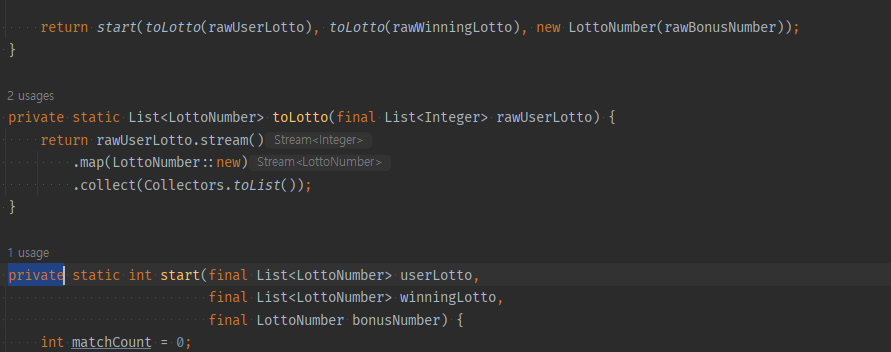 return start(toLotto(rawUserLotto), toLotto(rawWinningLotto), new LottoNumber(rawBonusNumber));
}
2 usages
private static List<LottoNumber> toLotto(final List<Integer> rawUserLotto) {
return rawUserLotto.stream() Stream<Integer>
.map(LottoNumber::new) Stream<LottoNumber>
.collect(Collectors.toList());
}
1 usage
private static int start(final List<LottoNumber> userLotto,
final List<LottoNumber> winningLotto,
final LottoNumber bonusNumber) {
int matchCount = 0;